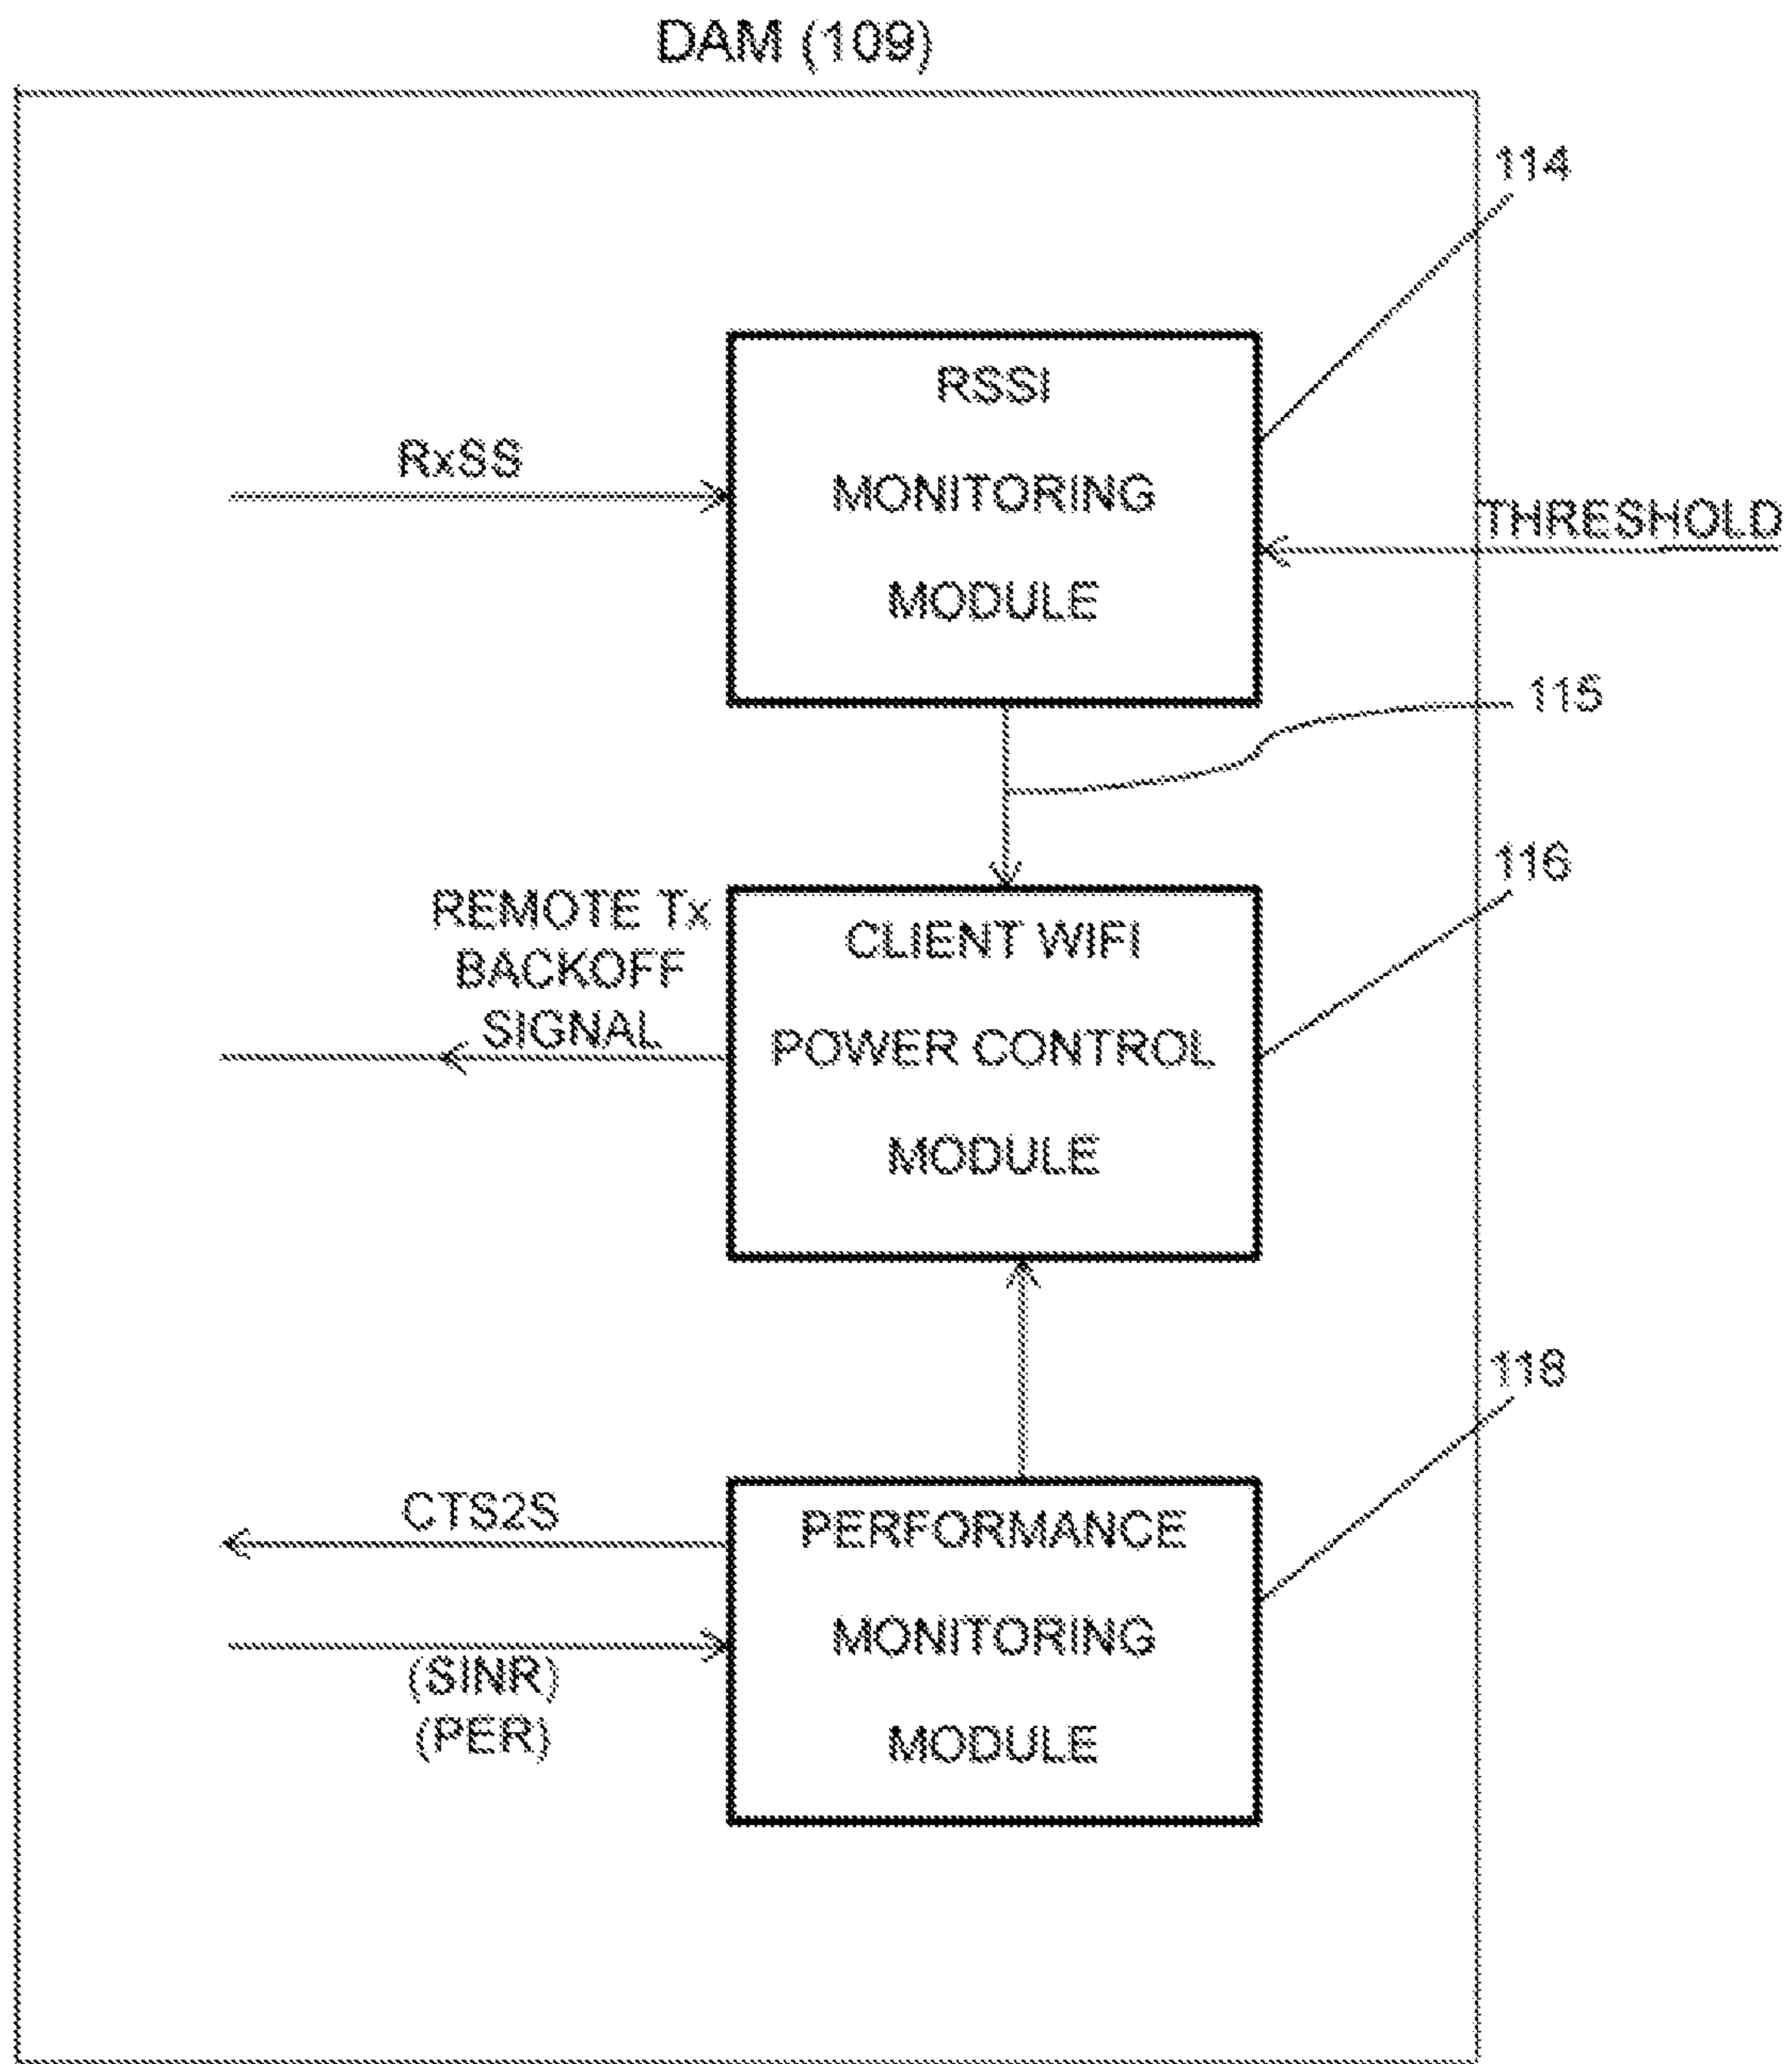 DAM (109)
114
RSSI
MONITORING
MODULE
RxSS
THRESHOLD
115
116
REMOTE Tx
BACKOFF
SIGNAL
CLIENT WIFI
POWER CONTROL
MODULE
118
CTS2S
(SINR)
(PER)
PERFORMANCE
MONITORING
MODULE